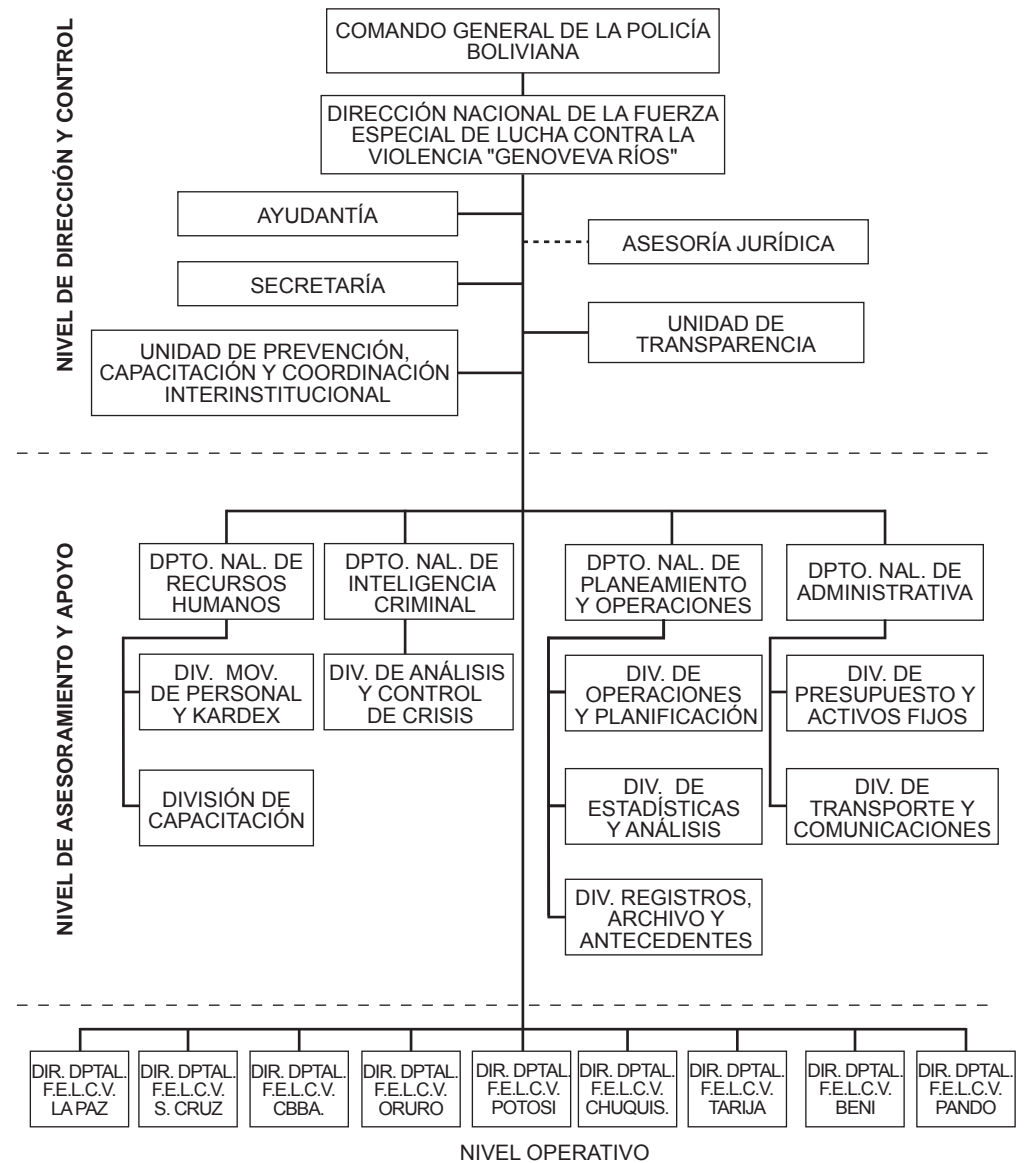 NIVEL DE DIRECCIÓN Y CONTROL
COMANDO GENERAL DE LA POLICÍA
BOLIVIANA
DIRECCIÓN NACIONAL DE LA FUERZA
ESPECIAL DE LUCHA CONTRA LA
VIOLENCIA "GENOVEVA RÍOS"
AYUDANTÍA
ASESORÍA JURÍDICA
SECRETARÍA
UNIDAD DE
TRANSPARENCIA
UNIDAD DE PREVENCIÓN,
CAPACITACIÓN Y COORDINACIÓN
INTERINSTITUCIONAL
NIVEL DE ASESORAMIENTO Y APOYO
DPTO. NAL. DE
RECURSOS
HUMANOS
DPTO. NAL. DE
INTELIGENCIA
CRIMINAL
DPTO. NAL. DE
PLANEAMIENTO
Y OPERACIONES
DPTO. NAL. DE
ADMINISTRATIVA
DIV. MOV.
DE PERSONAL
Y KARDEX
DIV. DE ANÁLISIS
Y CONTROL
DE CRISIS
DIV. DE
OPERACIONES
Y PLANIFICACIÓN
DIV. DE
PRESUPUESTO Y
ACTIVOS FIJOS
DIVISIÓN DE
CAPACITACIÓN
DIV. DE
ESTADÍSTICAS
Y ANÁLISIS
DIV. DE
TRANSPORTE Y
COMUNICACIONES
DIV. REGISTROS,
ARCHIVO Y
ANTECEDENTES
DIR. DPTAL.
F.E.L.C.V.
LA PAZ
DIR. DPTAL.
F.E.L.C.V.
S. CRUZ
DIR. DPTAL.
F.E.L.C.V.
CBBA.
DIR. DPTAL.
F.E.L.C.V.
ORURO
DIR. DPTAL.
F.E.L.C.V.
POTOSI
DIR. DPTAL.
F.E.L.C.V.
CHUQUIS.
DIR. DPTAL.
F.E.L.C.V.
TARIJA
DIR. DPTAL.
F.E.L.C.V.
BENI
DIR. DPTAL.
F.E.L.C.V.
PANDO
NIVEL OPERATIVO